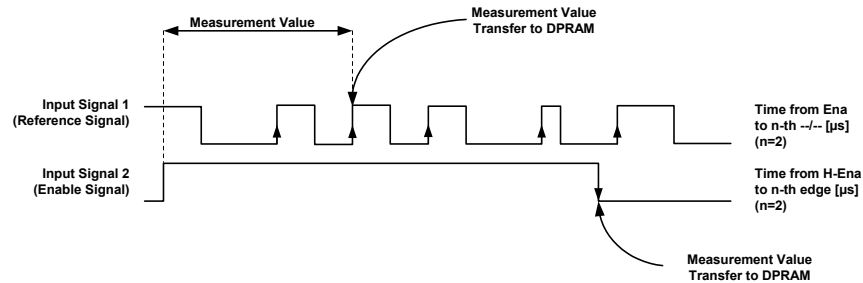 Measurement Value
Measurement Value
Transfer to DPRAM
Input Signal 1
(Reference Signal)
Time from Ena
to n-th --/-- [µs]
(n=2)
Input Signal 2
(Enable Signal)
Time from H-Ena
to n-th edge [µs]
(n=2)
Measurement Value
Transfer to DPRAM